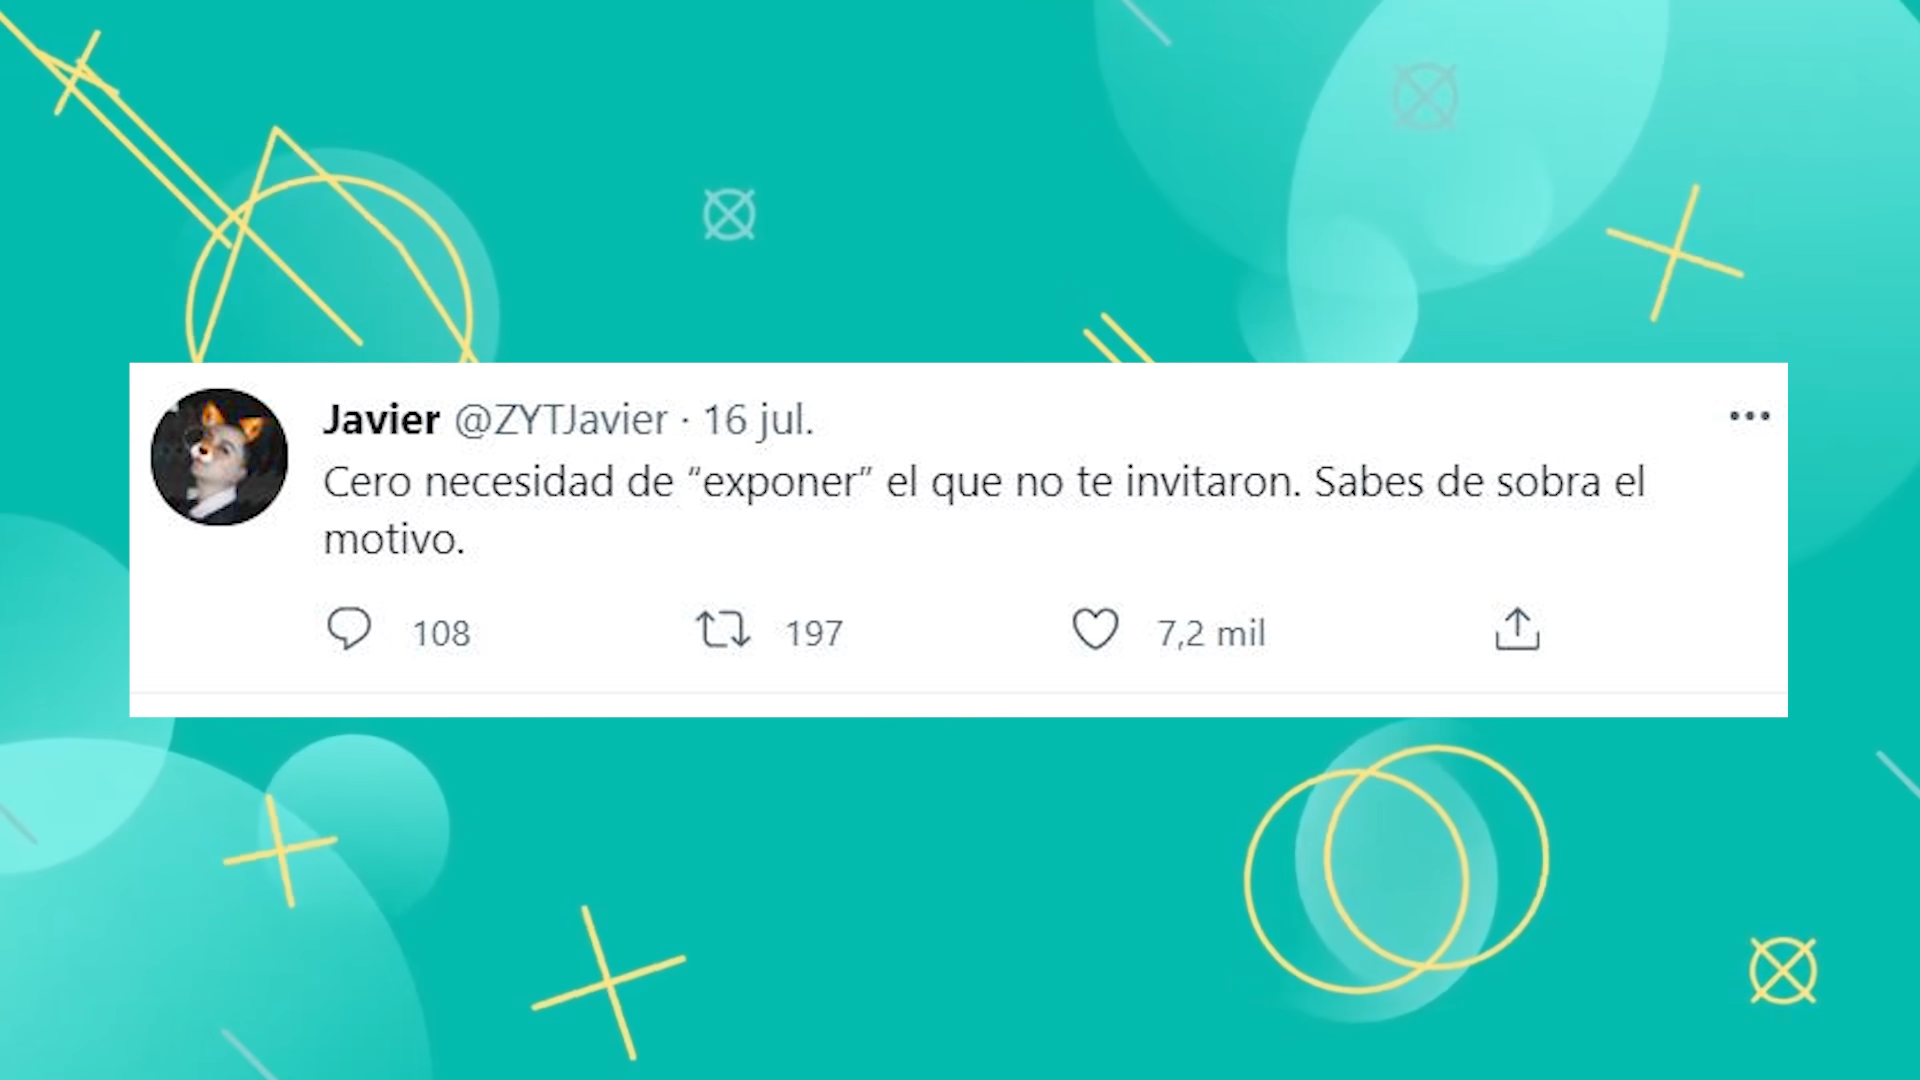 Javier @ZYTJavier · 16 jul.
Cero necesidad de “exponer” el que no te invitaron. Sabes de sobra el
motivo.
108 197 7,2 mil